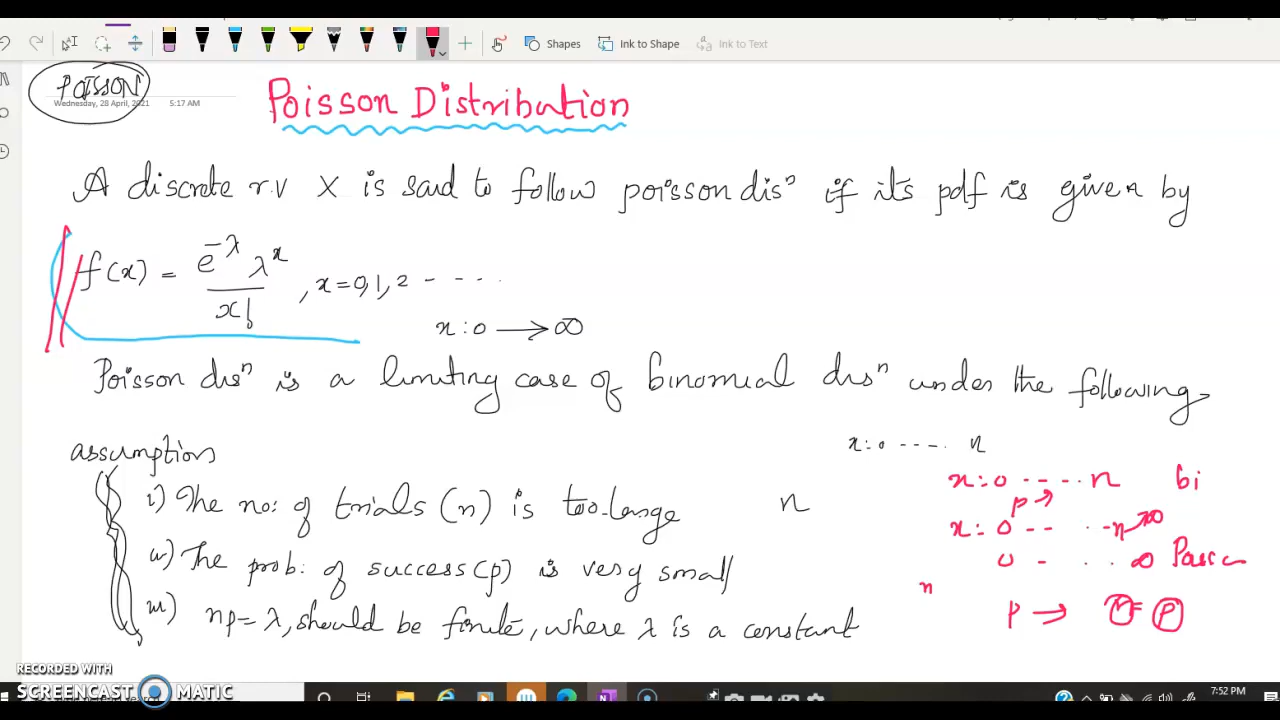 Shapes
Ink to Shape
Ink to Text
POISSON
Wednesday, 28 April, 2021 5:17 AM
Poisson Distribution
A discrete r.v X is said to follow poisson disⁿ if its pdf is given by
f(x) = e^-λ λ^x / x! , x = 0,1,2 - - - - .
x : 0 → ∞
Poisson disⁿ is a limiting case of binomial disⁿ under the following
assumption
x : 0 ----- n
i) The no: of trials (n) is too-large n
ii) The prob: of success(p) is very small
iii) np = λ, should be finite, where λ is a constant
x : 0 - - - . n bi
p →
x : 0 - - . - n → ∞
0 - . . . ∞
n
p →
RECORDED WITH
SCREENCAST MATIC
7:52 PM